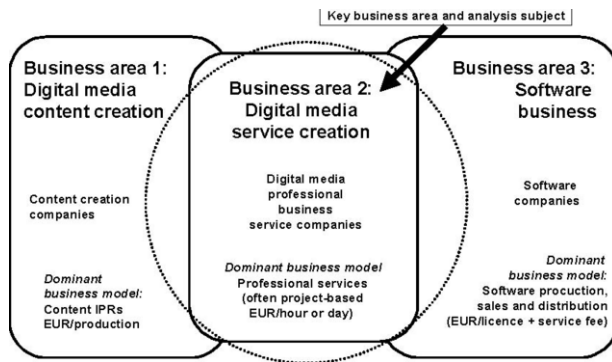 Key business area and analysis subject
Business area 1:
Digital media
content creation
Content creation
companies
Dominant
business model:
Content IPRs
EUR/production
Business area 2:
Digital media
service creation
Digital media
professional
business
service companies
Dominant business model
Professional services
(often project-based
EUR/hour or day)
Business area 3:
Software
business
Software
companies
Dominant
business model:
Software procution,
sales and distribution
(EUR/licence + service fee)